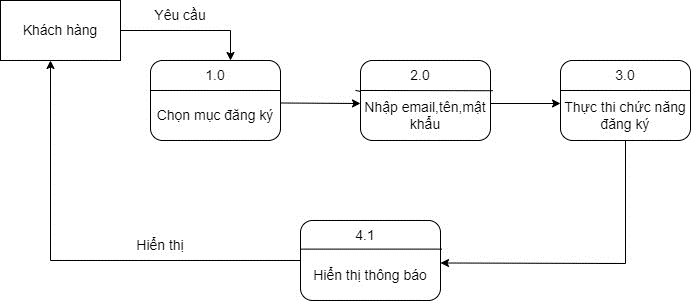 Khách hàng
Yêu cầu
1.0
Chọn mục đăng ký
2.0
Nhập email,tên,mật
khẩu
3.0
Thực thi chức năng
đăng ký
4.1
Hiển thị thông báo
Hiển thị